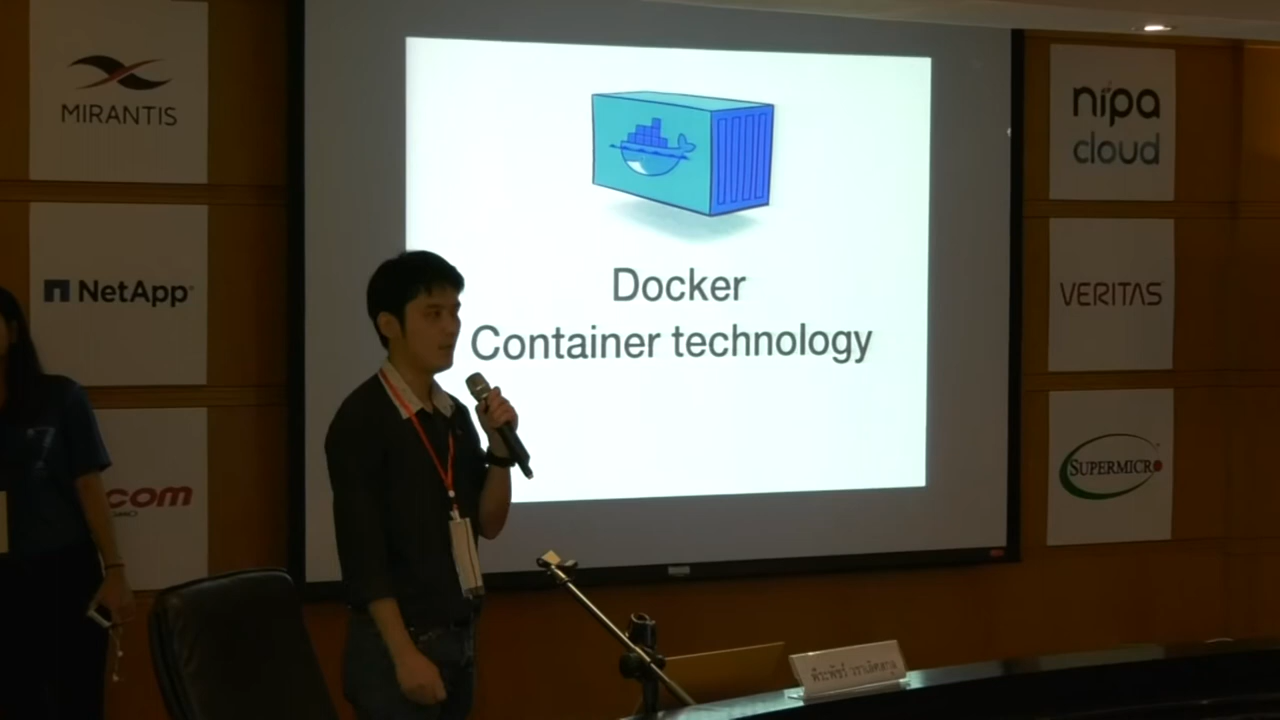 MIRANTIS
NetApp
com
Docker
Container technology
nipa
cloud
VERITAS
SUPERMICRO